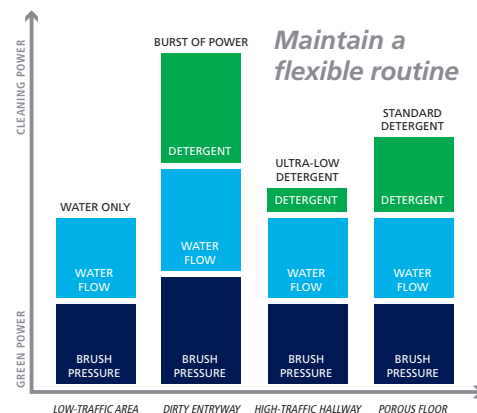 Maintain a
flexible routine
CLEANING POWER
GREEN POWER
WATER ONLY
WATER
FLOW
BRUSH
PRESSURE
LOW-TRAFFIC AREA
BURST OF POWER
DETERGENT
WATER
FLOW
BRUSH
PRESSURE
DIRTY ENTRYWAY
ULTRA-LOW
DETERGENT
DETERGENT
WATER
FLOW
BRUSH
PRESSURE
HIGH-TRAFFIC HALLWAY
STANDARD
DETERGENT
DETERGENT
WATER
FLOW
BRUSH
PRESSURE
POROUS FLOOR